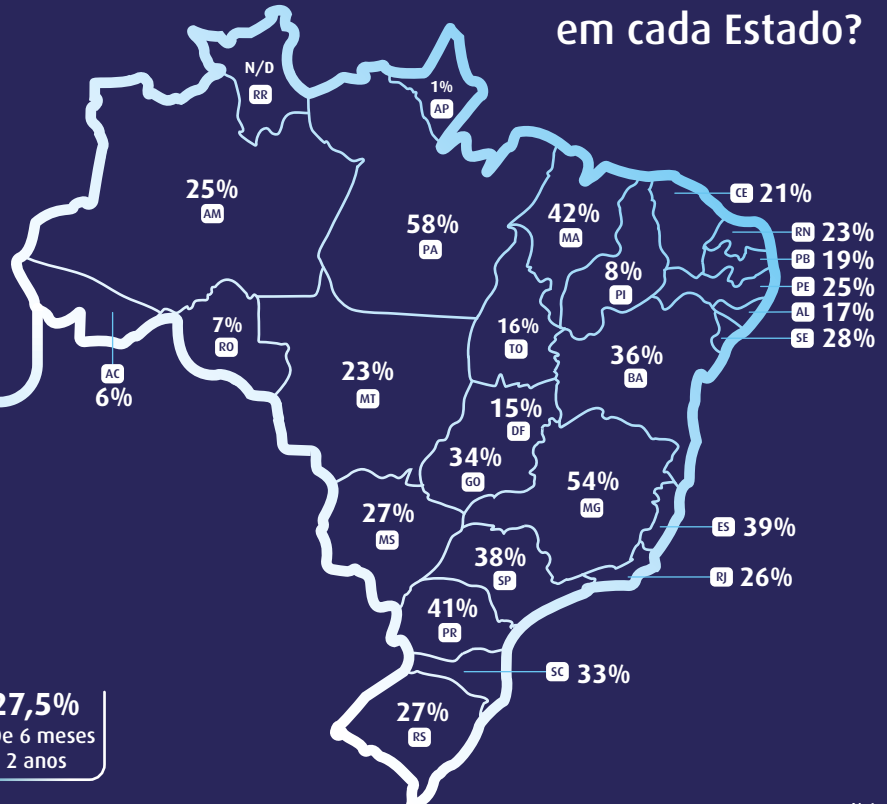 em cada Estado?
N/D
RR
1%
AP
25%
AM
58%
PA
42%
MA
8%
PI
CE 21%
RN 23%
PB 19%
PE 25%
AL 17%
SE 28%
7%
RO
16%
TO
AC
6%
23%
MT
36%
BA
15%
DF
34%
GO
54%
MG
27%
MS
ES 39%
38%
SP
RJ 26%
41%
PR
SC 33%
27%
RS
27,5%
e 6 meses
2 anos